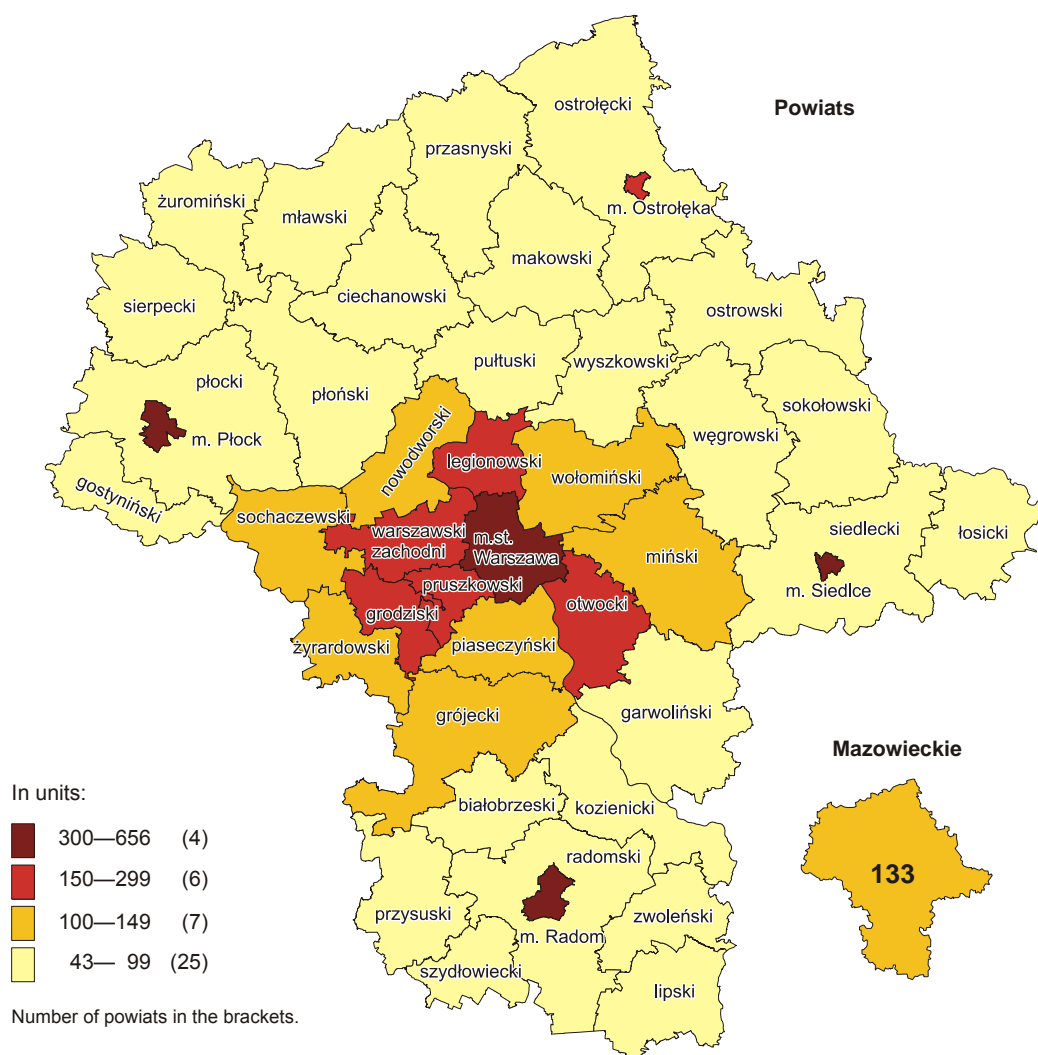 Powiats
ostrołęcki
przasnyski
żuromiński
mławski
m. Ostrołęka
makowski
ciechanowski
sierpecki
ostrowski
pułtuski
wyszkowski
płocki
płoński
sokołowski
m. Płock
węgrowski
nowodworski
legionowski
wołomiński
gostyniński
sochaczewski
siedlecki
łosicki
warszawski
zachodni
m.st.
Warszawa
miński
m. Siedlce
pruszkowski
otwocki
grodziski
żyrardowski
piaseczyński
grójecki
garwoliński
Mazowieckie
133
białobrzeski
kozienicki
radomski
przysuski
zwoleński
m. Radom
szydłowiecki
lipski
In units:
300—656 (4)
150—299 (6)
100—149 (7)
43— 99 (25)
Number of powiats in the brackets.